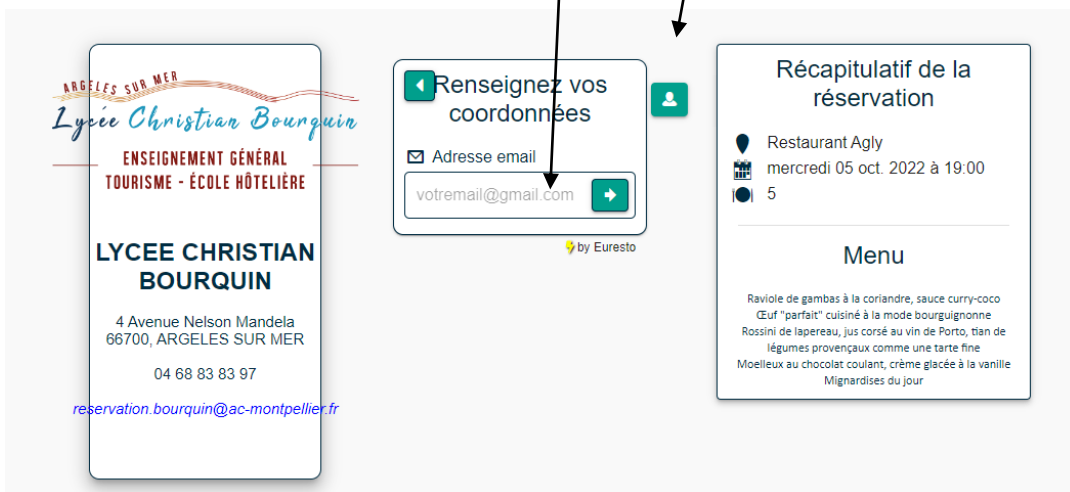 ARGELES SUR MER
Lycée Christian Bourquin
ENSEIGNEMENT GÉNÉRAL
TOURISME - ÉCOLE HÔTELIÈRE
LYCEE CHRISTIAN
BOURQUIN
4 Avenue Nelson Mandela
66700, ARGELES SUR MER
04 68 83 83 97
reservation.bourquin@ac-montpellier.fr
Renseignez vos
coordonnées
Adresse email
votremail@gmail.com
by Euresto
Récapitulatif de la
réservation
Restaurant Agly
mercredi 05 oct. 2022 à 19:00
5
Menu
Raviole de gambas à la coriandre, sauce curry-coco
Œuf "parfait" cuisiné à la mode bourguignonne
Rossini de lapereau, jus corsé au vin de Porto, tian de
légumes provençaux comme une tarte fine
Moelleux au chocolat coulant, crème glacée à la vanille
Mignardises du jour